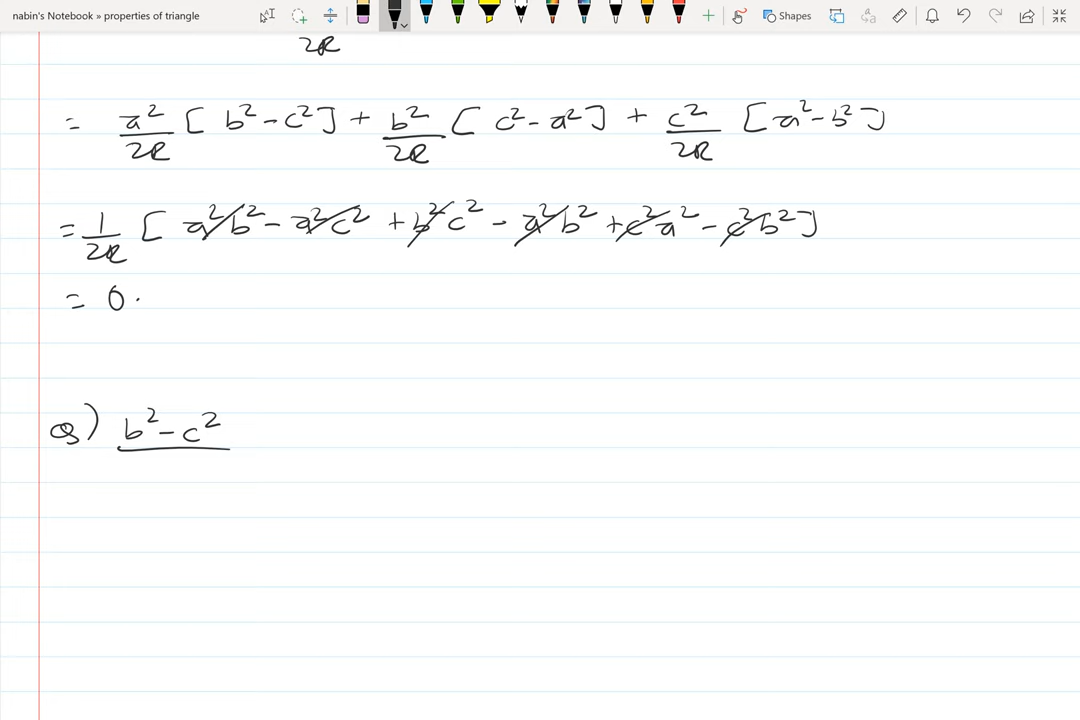 nabin's Notebook » properties of triangle
Shapes
2R
= a²/2R [b² - c²] + b²/2R [c² - a²] + c²/2R [a² - b²]
= 1/2R [a²b² - a²c² + b²c² - a²b² + c²a² - c²b²]
= 0.
Q) b² - c²